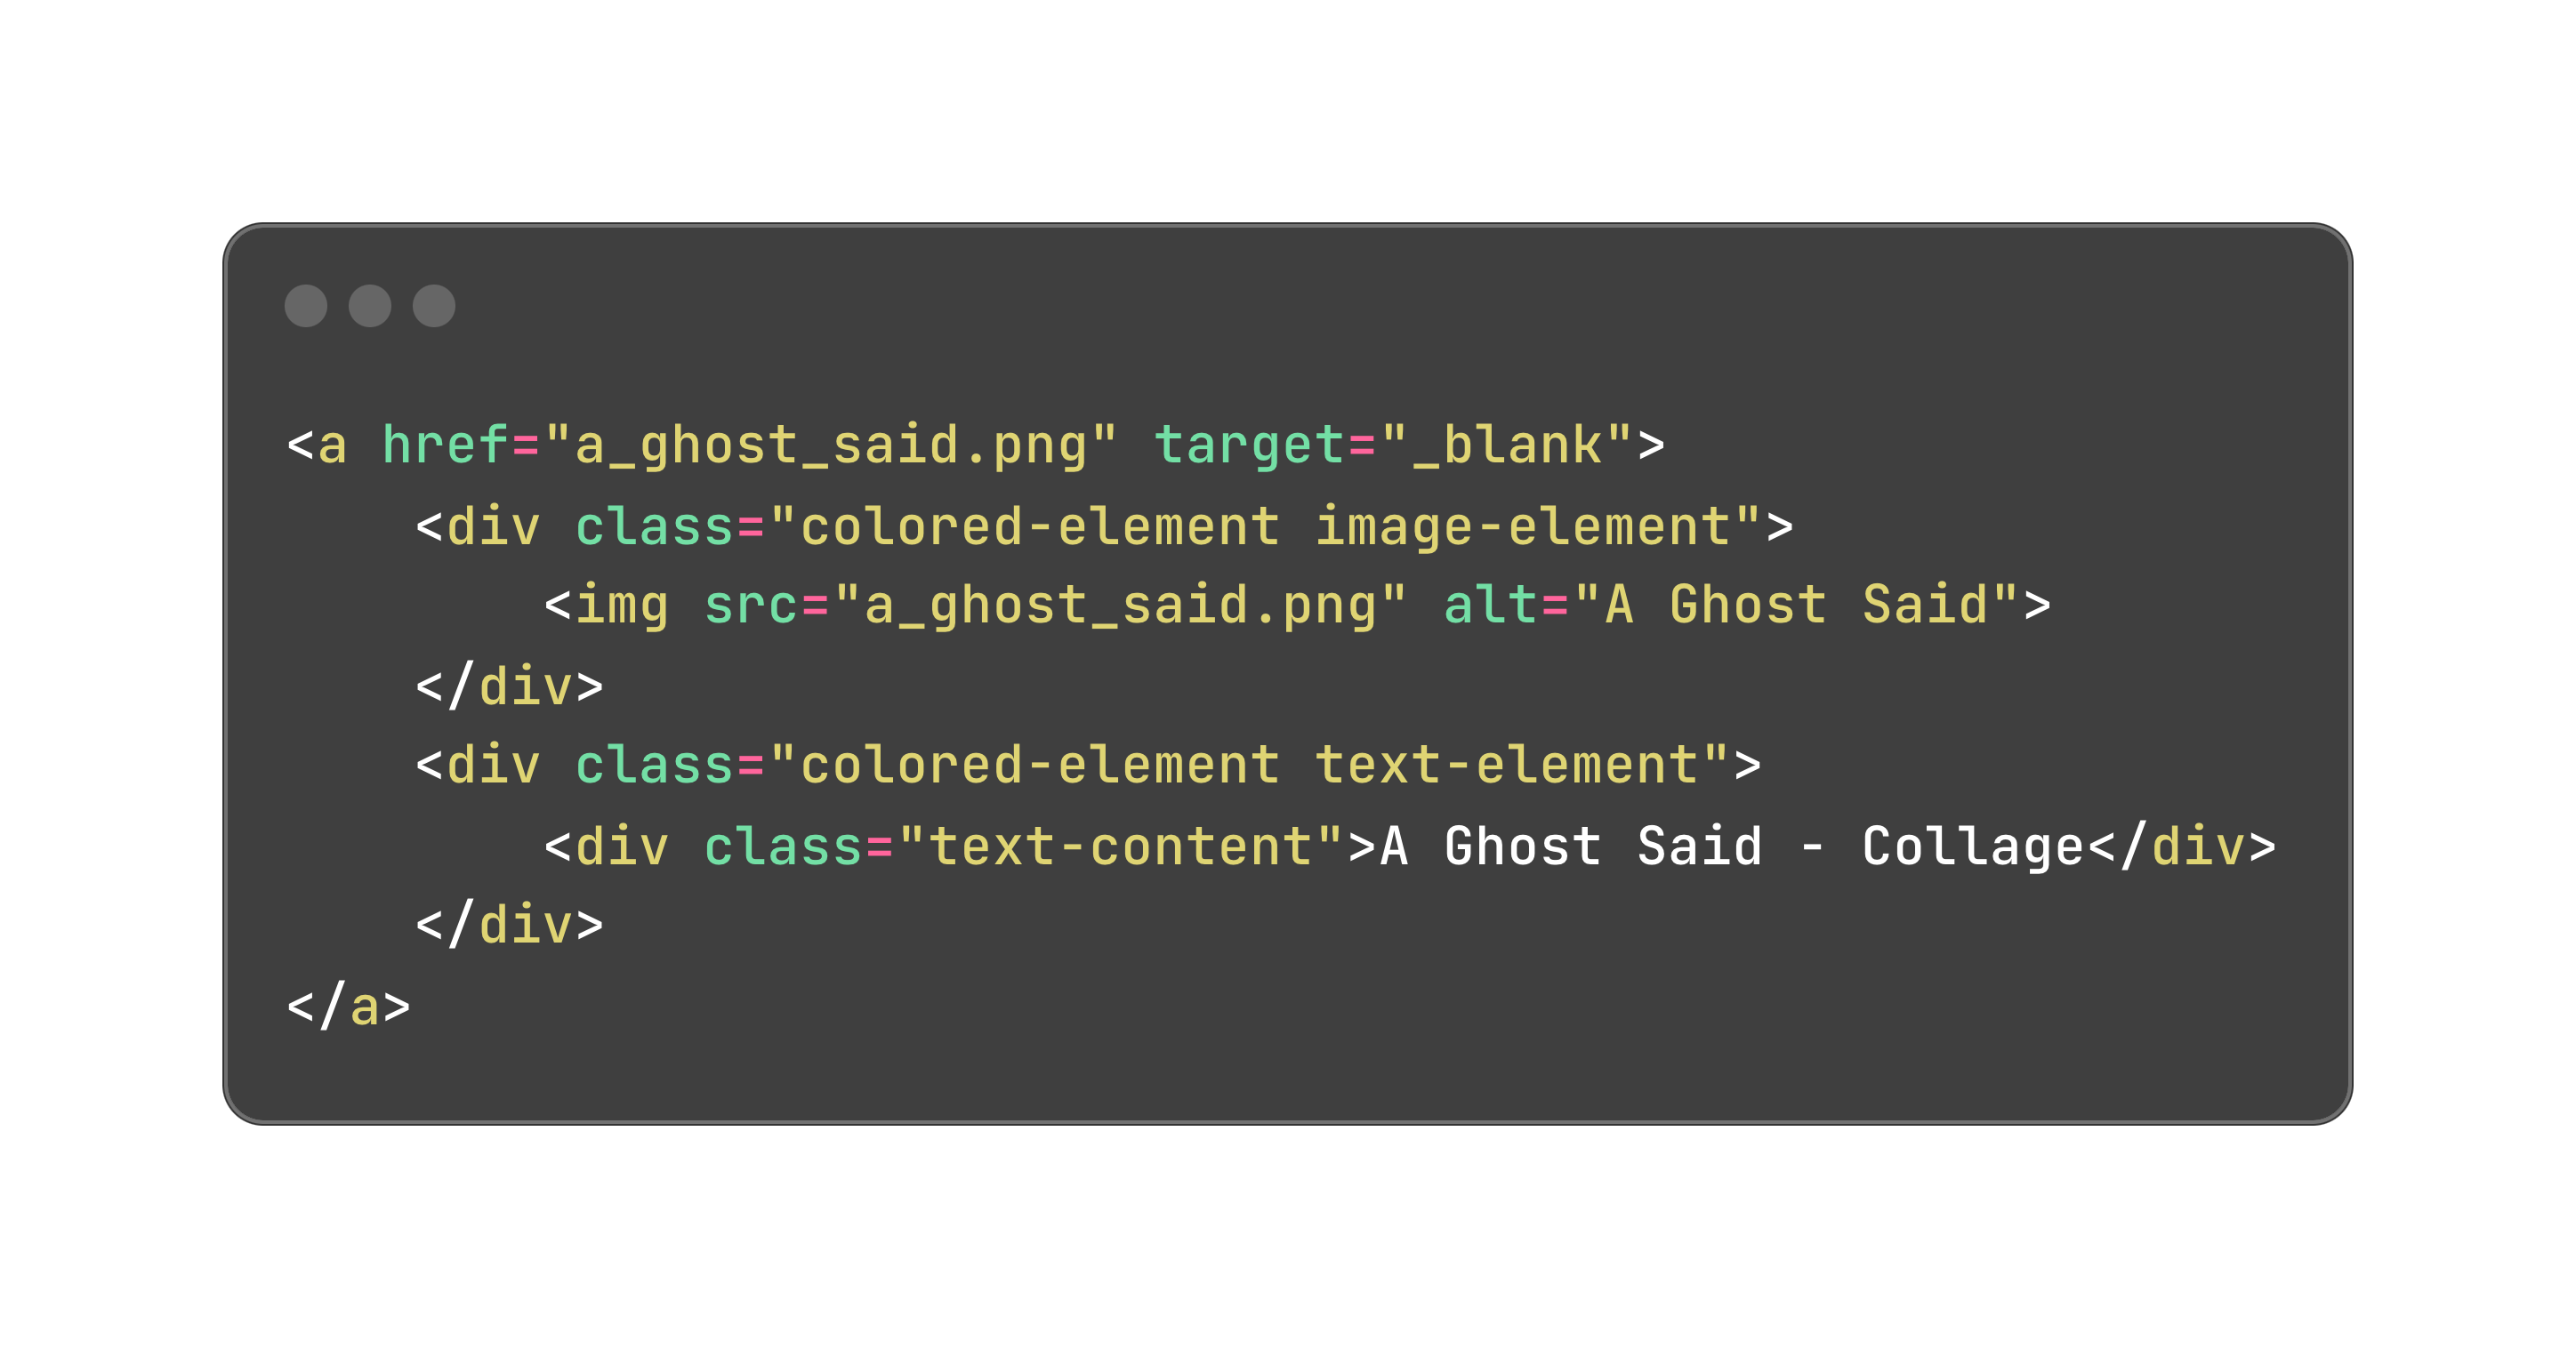 <a href="a_ghost_said.png" target="_blank">
    <div class="colored-element image-element">
        <img src="a_ghost_said.png" alt="A Ghost Said">
    </div>
    <div class="colored-element text-element">
        <div class="text-content">A Ghost Said - Collage</div>
    </div>
</a>